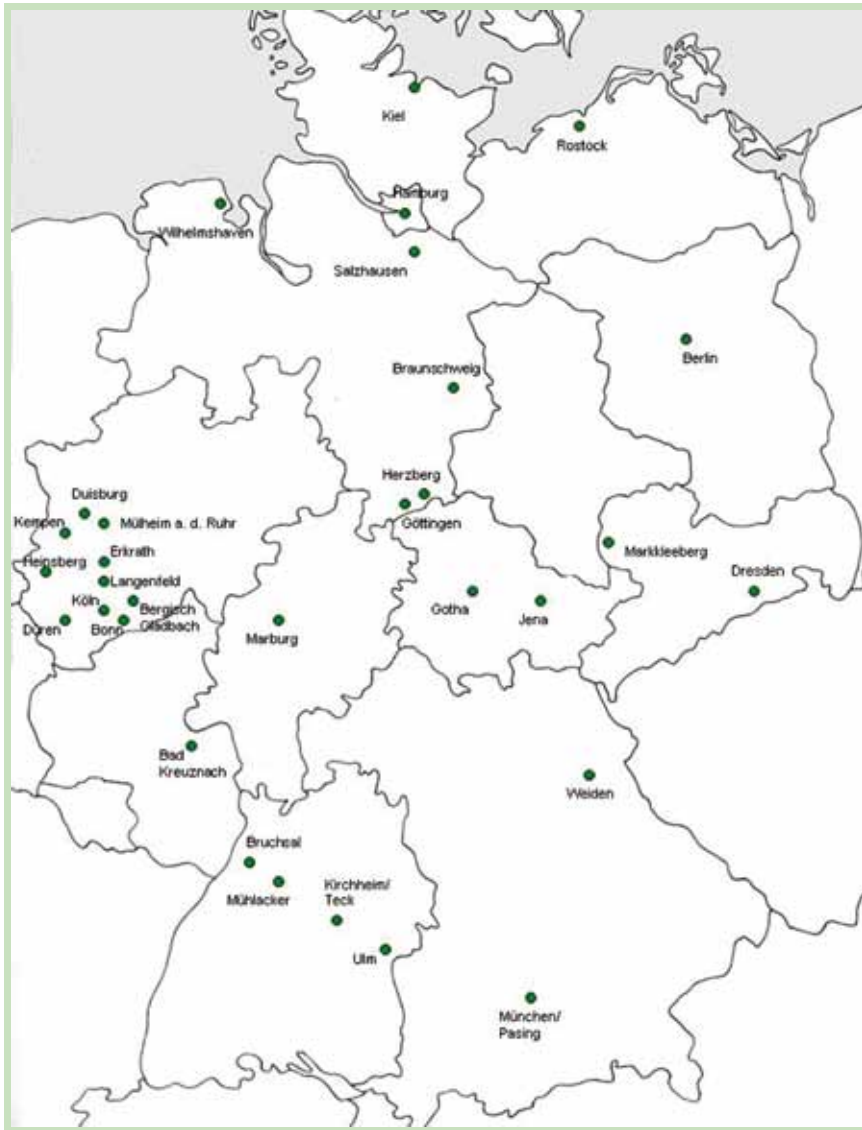 Kiel
Rostock
Hamburg
Wilhelmshaven
Salzhausen
Berlin
Braunschweig
Herzberg
Göttingen
Duisburg
Kempen
Mülheim a. d. Ruhr
Markkleeberg
Erkrath
Heinsberg
Langenfeld
Dresden
Köln
Bergisch
Gladbach
Düren
Bonn
Gotha
Jena
Marburg
Bad
Kreuznach
Weiden
Bruchsal
Mühlacker
Kirchheim/
Teck
Ulm
München/
Pasing